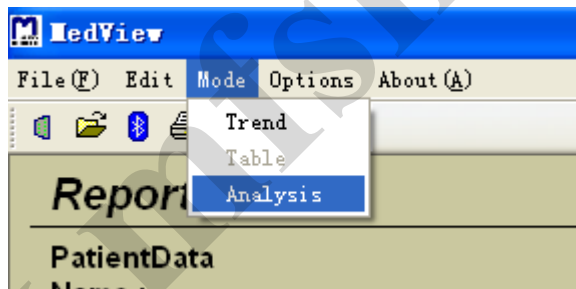 MedView
File(F) Edit Mode Options About(A)
Trend
Table
Analysis
Report
PatientData